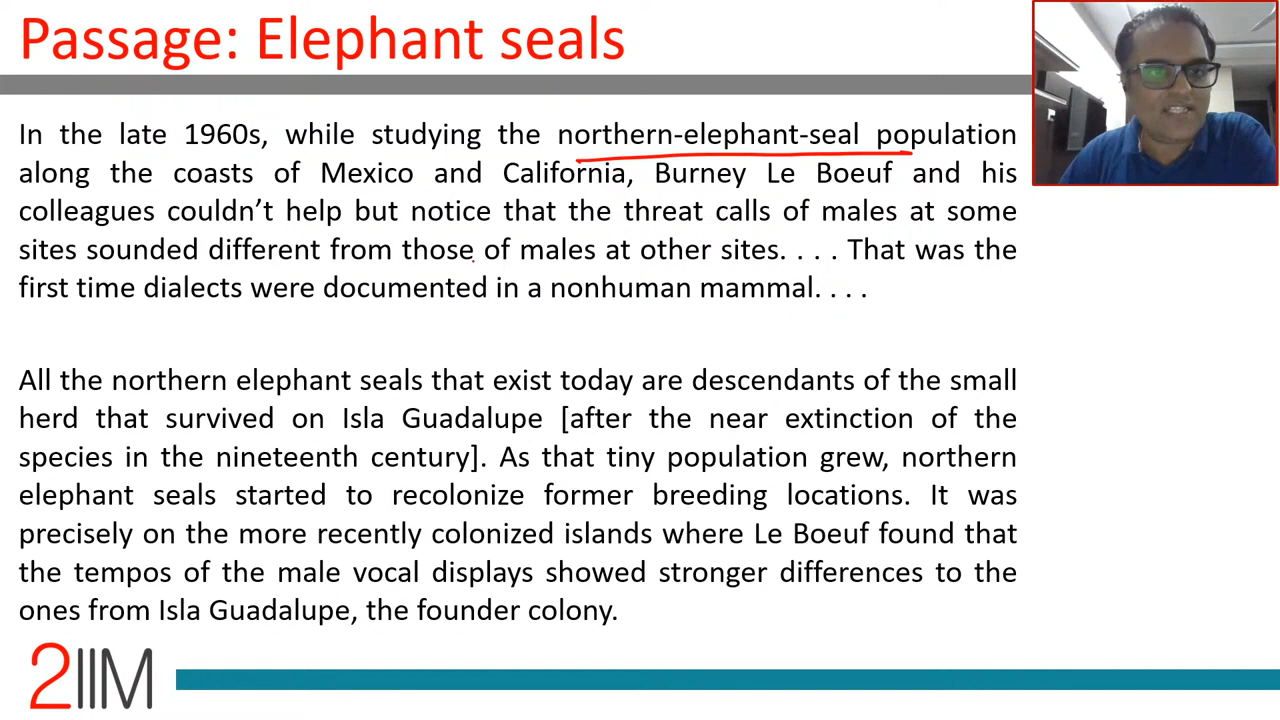 Passage: Elephant seals
In the late 1960s, while studying the northern-elephant-seal population
along the coasts of Mexico and California, Burney Le Boeuf and his
colleagues couldn’t help but notice that the threat calls of males at some
sites sounded different from those of males at other sites. . . . That was the
first time dialects were documented in a nonhuman mammal. . . .
All the northern elephant seals that exist today are descendants of the small
herd that survived on Isla Guadalupe [after the near extinction of the
species in the nineteenth century]. As that tiny population grew, northern
elephant seals started to recolonize former breeding locations. It was
precisely on the more recently colonized islands where Le Boeuf found that
the tempos of the male vocal displays showed stronger differences to the
ones from Isla Guadalupe, the founder colony.
2IIM